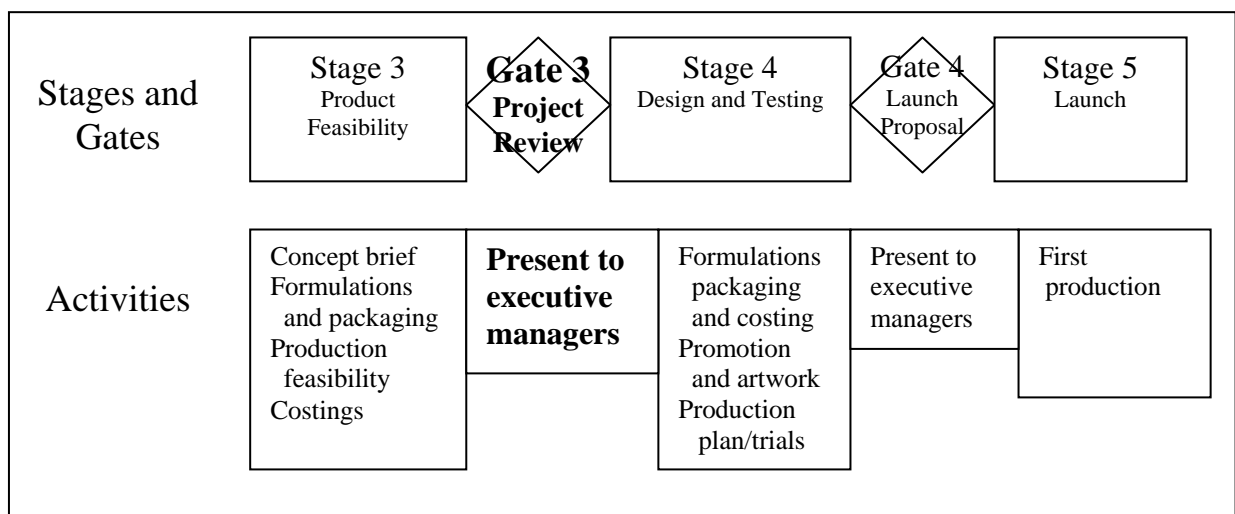 Stages and
Gates
Stage 3
Product
Feasibility
Gate 3
Project
Review
Stage 4
Design and Testing
Gate 4
Launch
Proposal
Stage 5
Launch
Activities
Concept brief
Formulations
and packaging
Production
feasibility
Costings
Present to
executive
managers
Formulations
packaging
and costing
Promotion
and artwork
Production
plan/trials
Present to
executive
managers
First
production